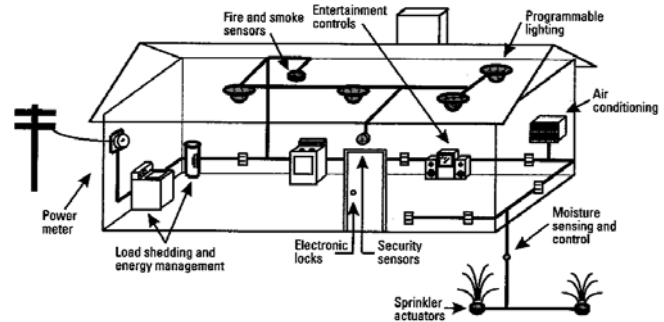 Entertainment
controls
Programmable
lighting
Fire and smoke
sensors
Air
conditioning
Power
meter
Load shedding and
energy management
Electronic
locks
Security
sensors
Moisture
sensing and
control
Sprinkler
actuators